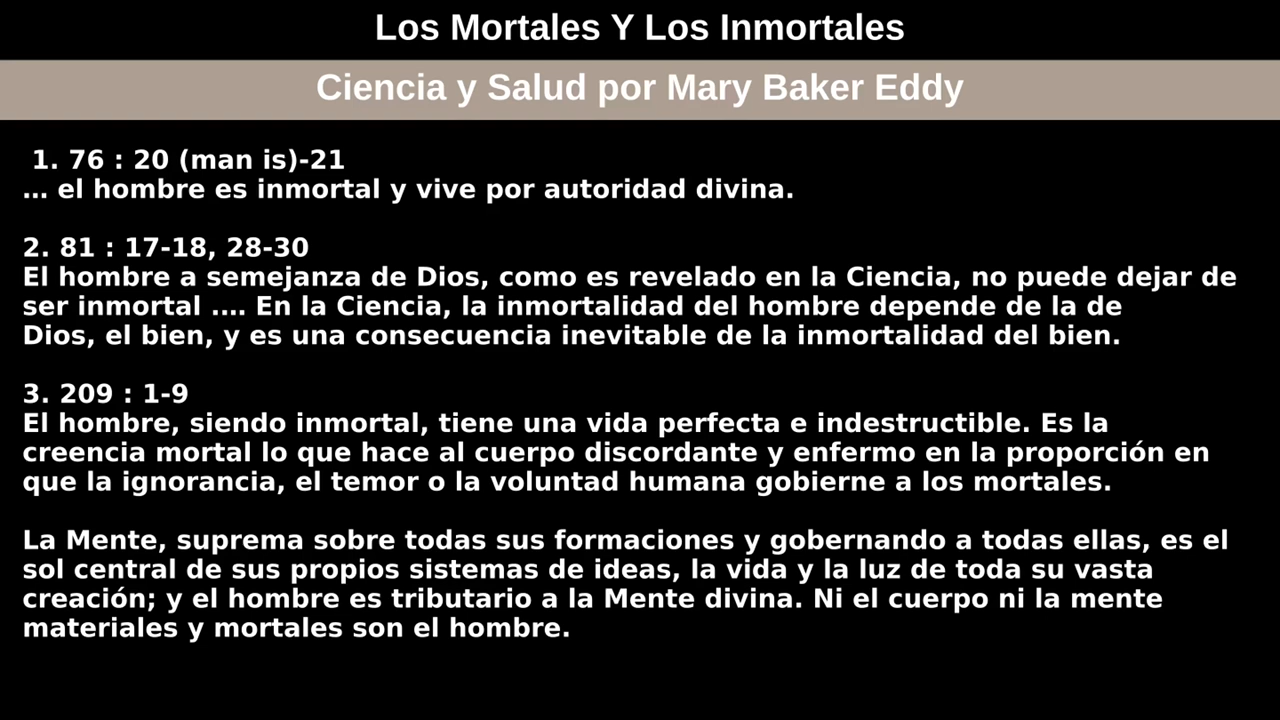 Los Mortales Y Los Inmortales
Ciencia y Salud por Mary Baker Eddy
1. 76 : 20 (man is)-21
… el hombre es inmortal y vive por autoridad divina.
2. 81 : 17-18, 28-30
El hombre a semejanza de Dios, como es revelado en la Ciencia, no puede dejar de
ser inmortal .... En la Ciencia, la inmortalidad del hombre depende de la de
Dios, el bien, y es una consecuencia inevitable de la inmortalidad del bien.
3. 209 : 1-9
El hombre, siendo inmortal, tiene una vida perfecta e indestructible. Es la
creencia mortal lo que hace al cuerpo discordante y enfermo en la proporción en
que la ignorancia, el temor o la voluntad humana gobierne a los mortales.
La Mente, suprema sobre todas sus formaciones y gobernando a todas ellas, es el
sol central de sus propios sistemas de ideas, la vida y la luz de toda su vasta
creación; y el hombre es tributario a la Mente divina. Ni el cuerpo ni la mente
materiales y mortales son el hombre.